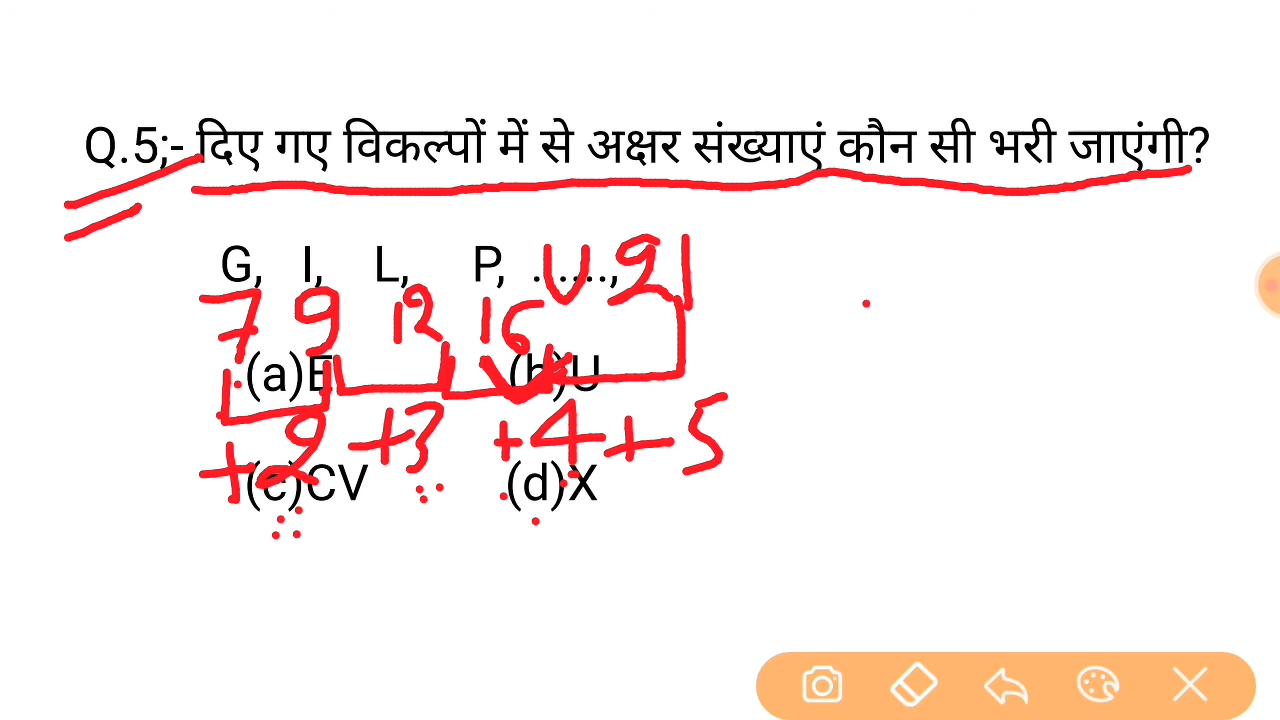 Q.5;- दिए गए विकल्पों में से अक्षर संख्याएं कौन सी भरी जाएंगी?
G, I, L, P, ......, U 21
7 9 12 16
(a)E (b)U
+2 +3 +4 +5
(c)CV (d)X